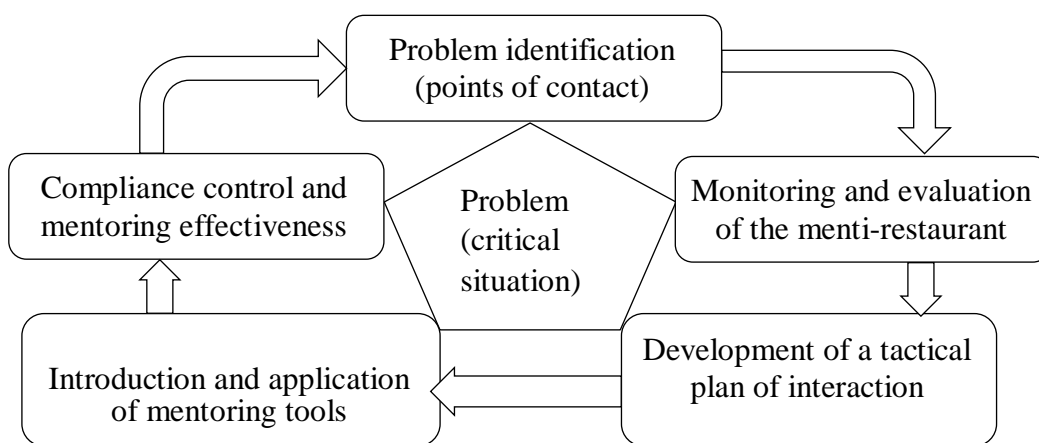 Problem identification
(points of contact)
Monitoring and evaluation
of the menti-restaurant
Development of a tactical
plan of interaction
Introduction and application
of mentoring tools
Compliance control and
mentoring effectiveness
Problem
(critical
situation)